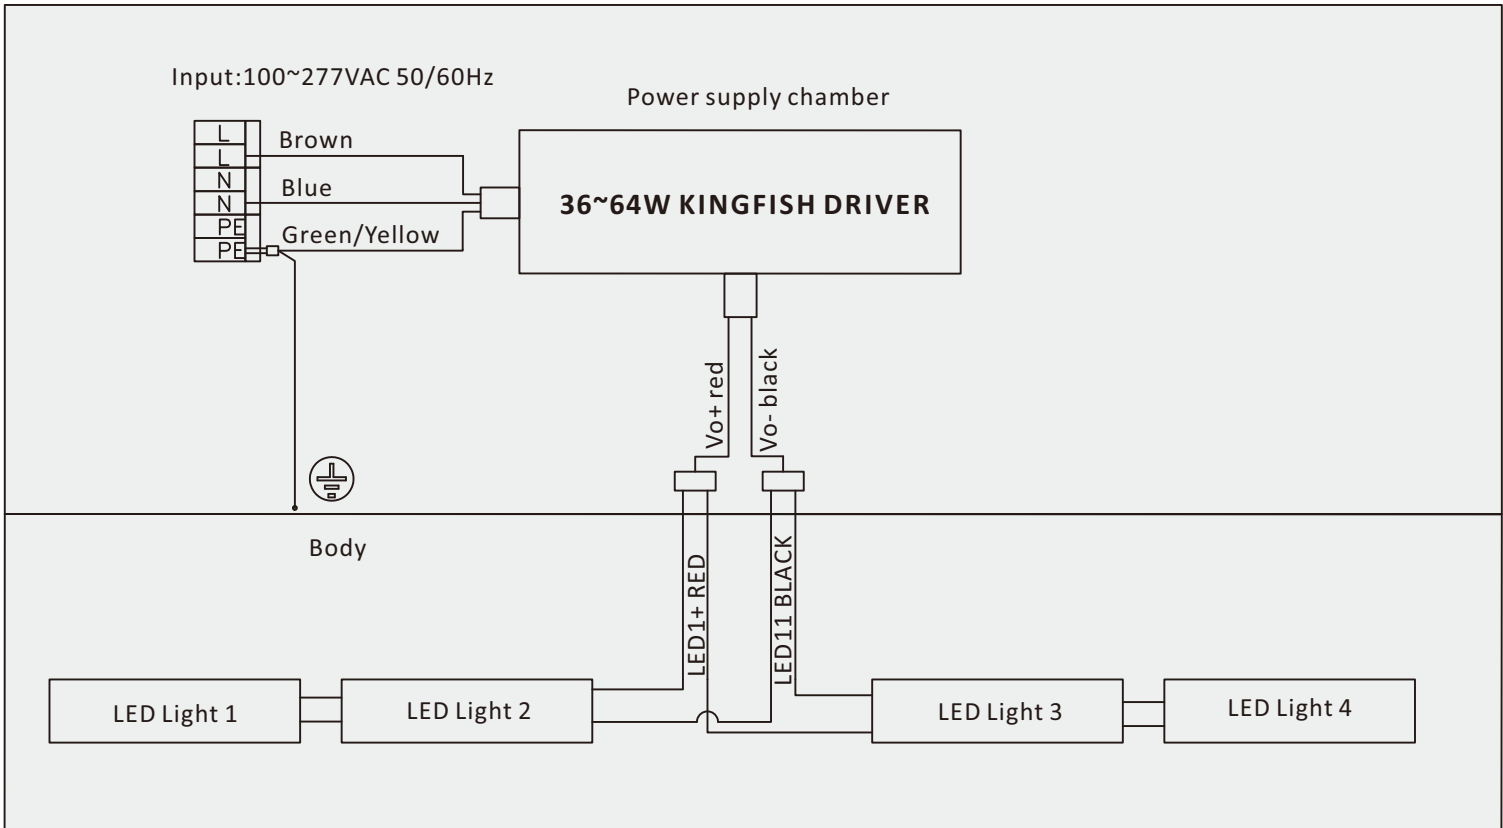 Input:100~277VAC 50/60Hz
Power supply chamber
L
L
N
N
PE
PE
Brown
Blue
Green/Yellow
36~64W KINGFISH DRIVER
Vo+ red
Vo- black
Body
LED1+ RED
LED11 BLACK
LED Light 1
LED Light 2
LED Light 3
LED Light 4